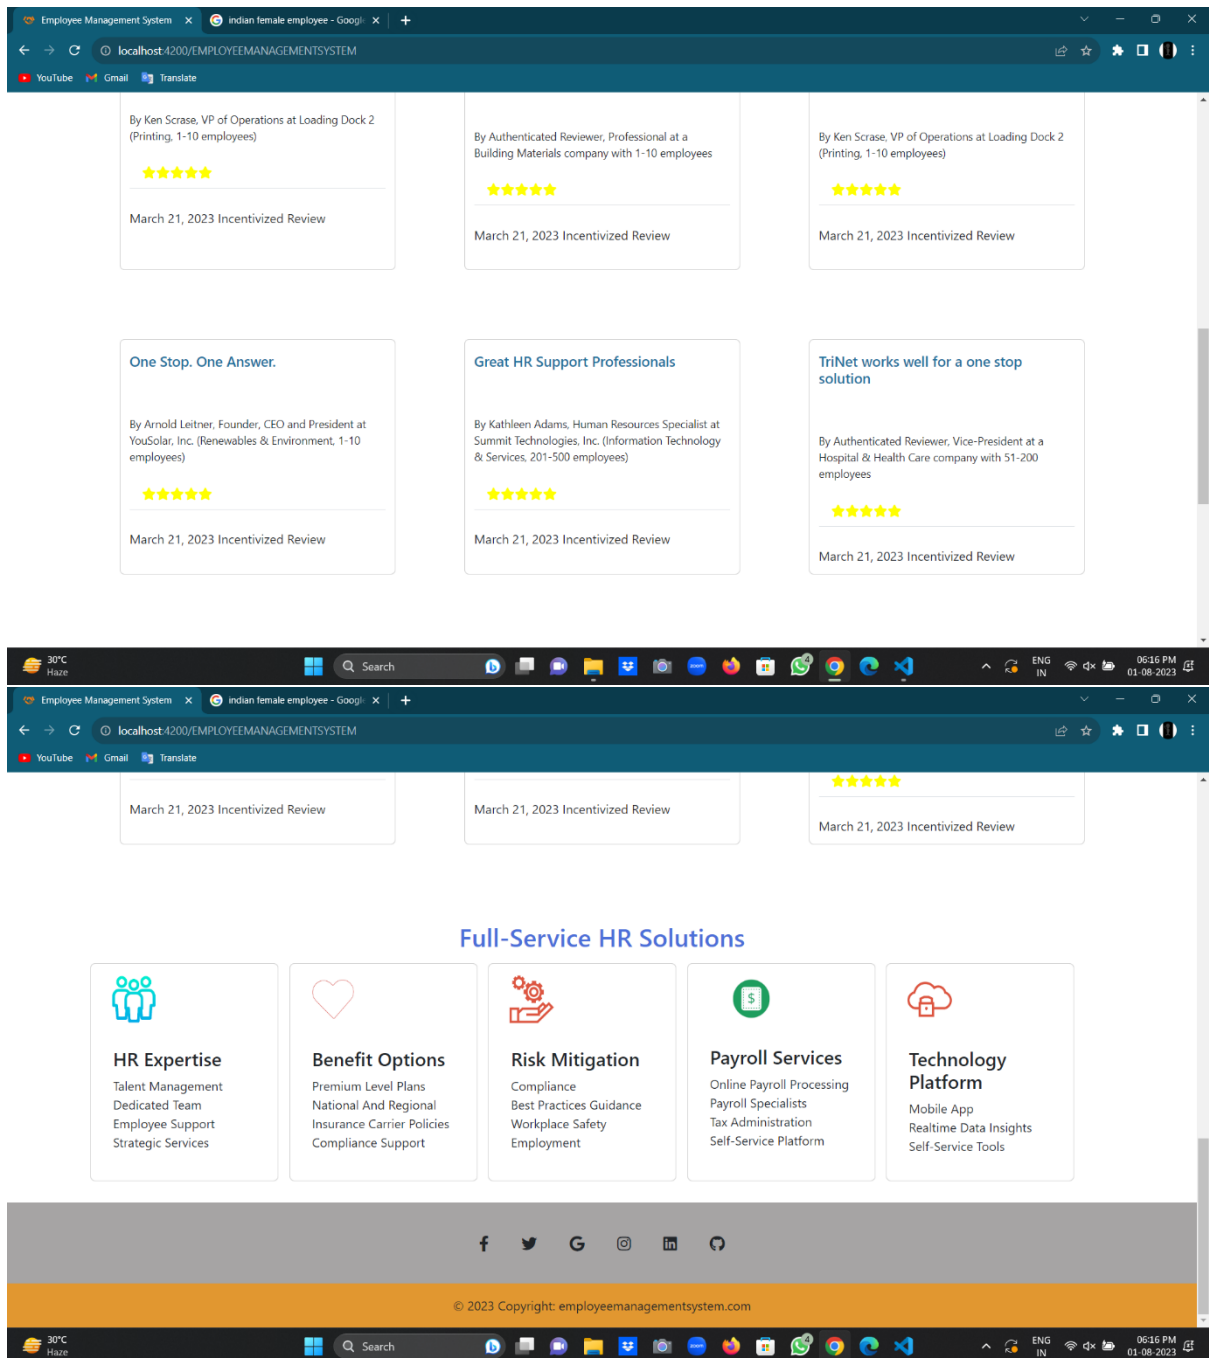 Employee Management System
indian female employee - Googl
localhost:4200/EMPLOYEEMANAGEMENTSYSTEM
YouTube
Gmail
Translate
By Ken Scrase, VP of Operations at Loading Dock 2
(Printing, 1-10 employees)
March 21, 2023 Incentivized Review
By Authenticated Reviewer, Professional at a
Building Materials company with 1-10 employees
March 21, 2023 Incentivized Review
By Ken Scrase, VP of Operations at Loading Dock 2
(Printing, 1-10 employees)
March 21, 2023 Incentivized Review
One Stop. One Answer.
By Arnold Leitner, Founder, CEO and President at
YouSolar, Inc. (Renewables & Environment, 1-10
employees)
March 21, 2023 Incentivized Review
Great HR Support Professionals
By Kathleen Adams, Human Resources Specialist at
Summit Technologies, Inc. (Information Technology
& Services, 201-500 employees)
March 21, 2023 Incentivized Review
TriNet works well for a one stop
solution
By Authenticated Reviewer, Vice-President at a
Hospital & Health Care company with 51-200
employees
March 21, 2023 Incentivized Review
30°C
Haze
Search
zoom
4
ENG
IN
06:16 PM
01-08-2023
Employee Management System
indian female employee - Googl
localhost:4200/EMPLOYEEMANAGEMENTSYSTEM
YouTube
Gmail
Translate
March 21, 2023 Incentivized Review
March 21, 2023 Incentivized Review
March 21, 2023 Incentivized Review
Full-Service HR Solutions
HR Expertise
Talent Management
Dedicated Team
Employee Support
Strategic Services
Benefit Options
Premium Level Plans
National And Regional
Insurance Carrier Policies
Compliance Support
Risk Mitigation
Compliance
Best Practices Guidance
Workplace Safety
Employment
Payroll Services
Online Payroll Processing
Payroll Specialists
Tax Administration
Self-Service Platform
Technology
Platform
Mobile App
Realtime Data Insights
Self-Service Tools
© 2023 Copyright: employeemanagementsystem.com
30°C
Haze
Search
zoom
4
ENG
IN
06:16 PM
01-08-2023